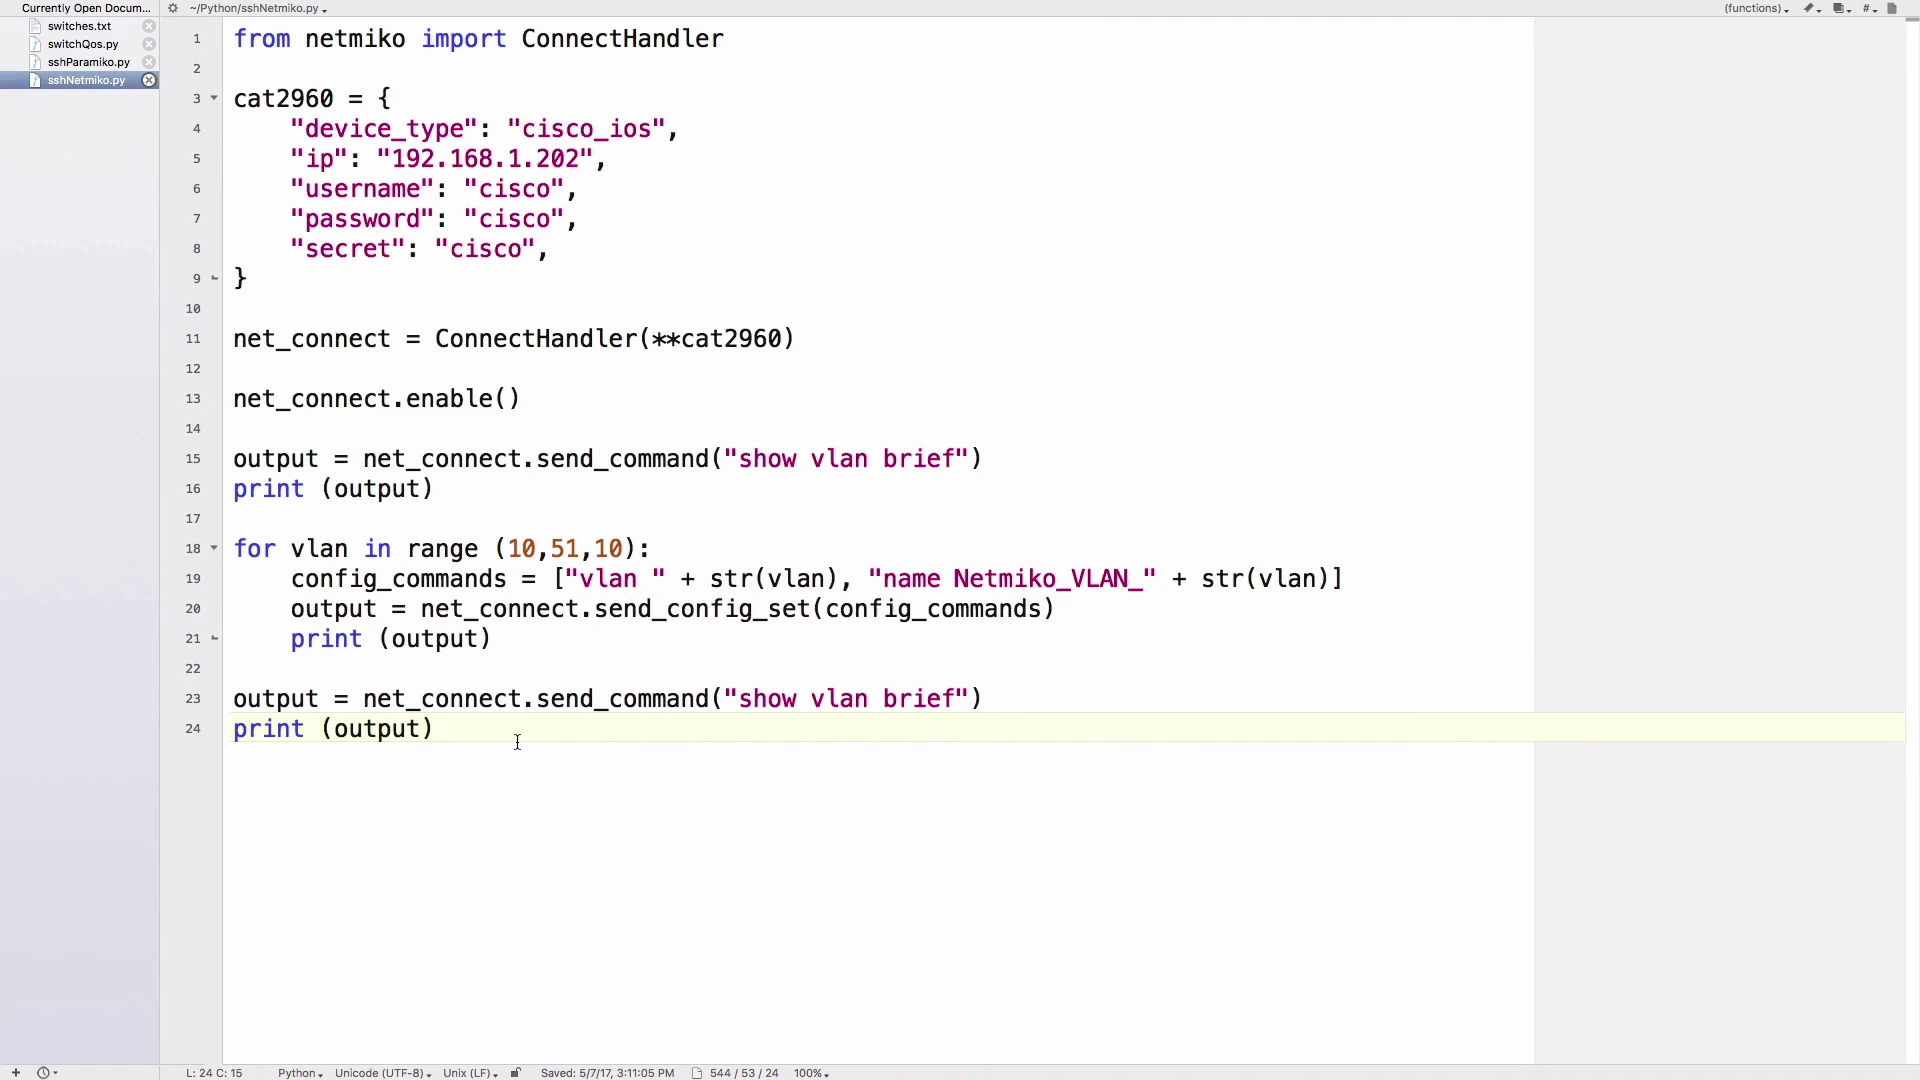 Currently Open Docum... ~/Python/sshNetmiko.py (functions) #
switches.txt
switchQos.py
sshParamiko.py
sshNetmiko.py
1 from netmiko import ConnectHandler
2
3 cat2960 = {
4 "device_type": "cisco_ios",
5 "ip": "192.168.1.202",
6 "username": "cisco",
7 "password": "cisco",
8 "secret": "cisco",
9 }
10
11 net_connect = ConnectHandler(**cat2960)
12
13 net_connect.enable()
14
15 output = net_connect.send_command("show vlan brief")
16 print (output)
17
18 for vlan in range (10,51,10):
19 config_commands = ["vlan " + str(vlan), "name Netmiko_VLAN_" + str(vlan)]
20 output = net_connect.send_config_set(config_commands)
21 print (output)
22
23 output = net_connect.send_command("show vlan brief")
24 print (output)
+ L: 24 C: 15 Python Unicode (UTF-8) Unix (LF) Saved: 5/7/17, 3:11:05 PM 544 / 53 / 24 100%